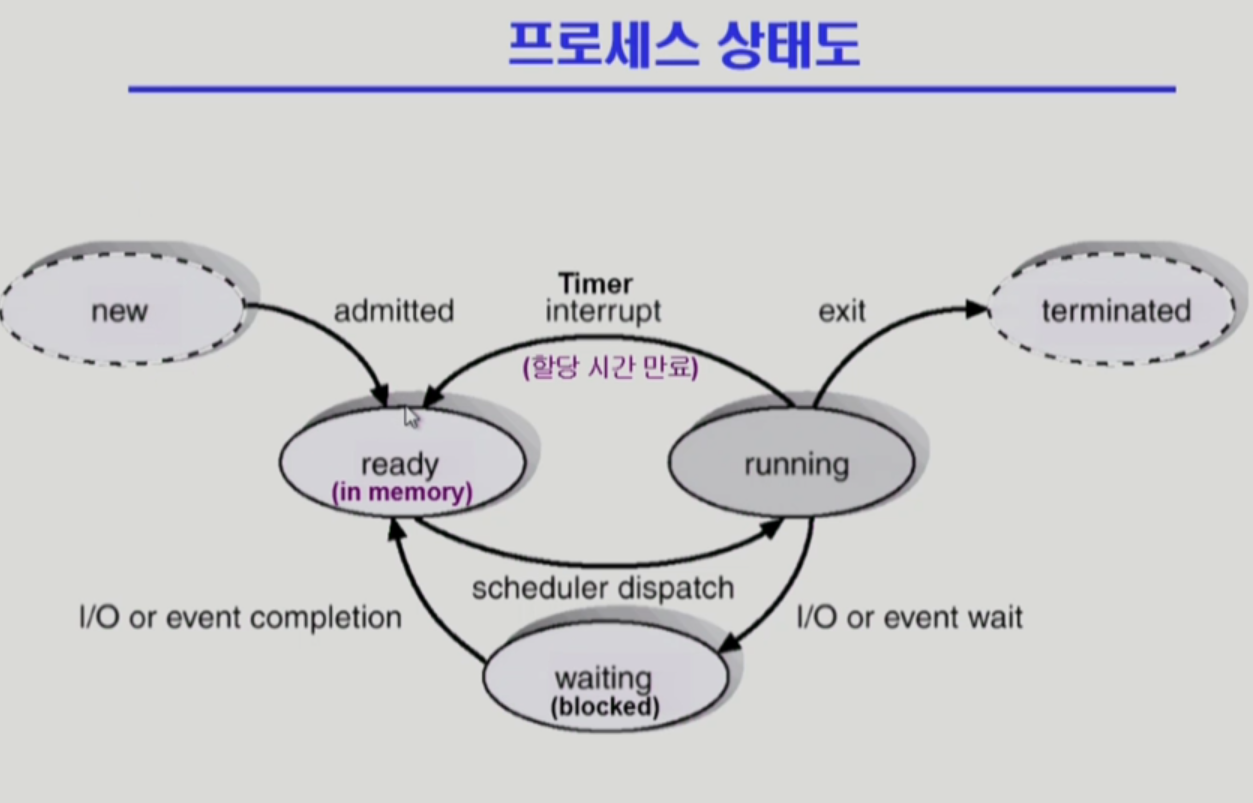 프로세스 상태도
new
admitted
Timer
interrupt
(할당 시간 만료)
exit
terminated
ready
(in memory)
running
scheduler dispatch
I/O or event completion
I/O or event wait
waiting
(blocked)